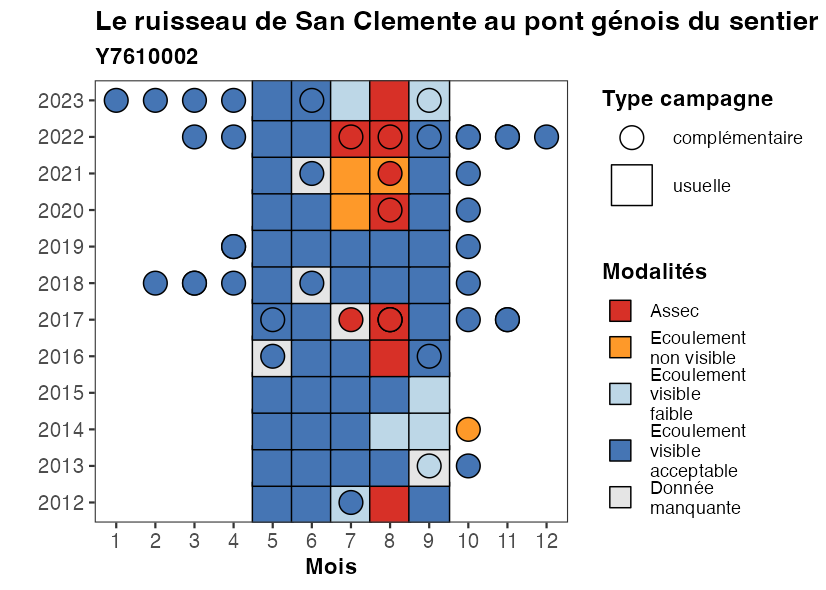 Le ruisseau de San Clemente au pont génois du sentier
Y7610002
2023
2022
2021
2020
2019
2018
2017
2016
2015
2014
2013
2012
1 2 3 4 5 6 7 8 9 10 11 12
Mois
Type campagne
complémentaire
usuelle
Modalités
Assec
Ecoulement
non visible
Ecoulement
visible
faible
Ecoulement
visible
acceptable
Donnée
manquante